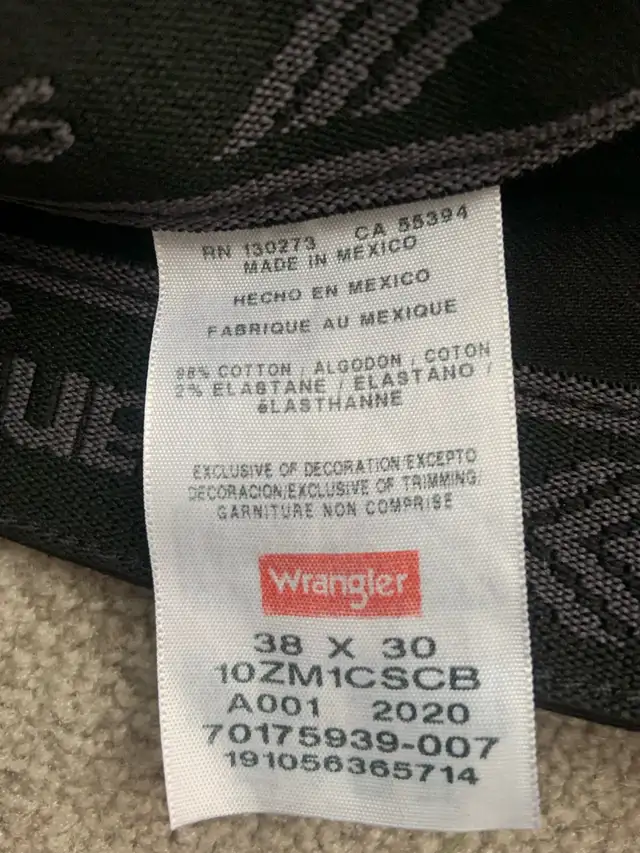 S
UE
RN 130273 CA 55394
MADE IN MEXICO
HECHO EN MEXICO
FABRIQUE AU MEXIQUE
98% COTTON / ALGODON / COTON
2% ELASTANE / ELASTANO /
éLASTHANNE
EXCLUSIVE OF DECORATION/EXCEPTO
DECORACION/EXCLUSIVE OF TRIMMING/
GARNITURE NON COMPRISE
Wrangler
38 X 30
10ZM1CSCB
A001 2020
70175939-007
191056365714